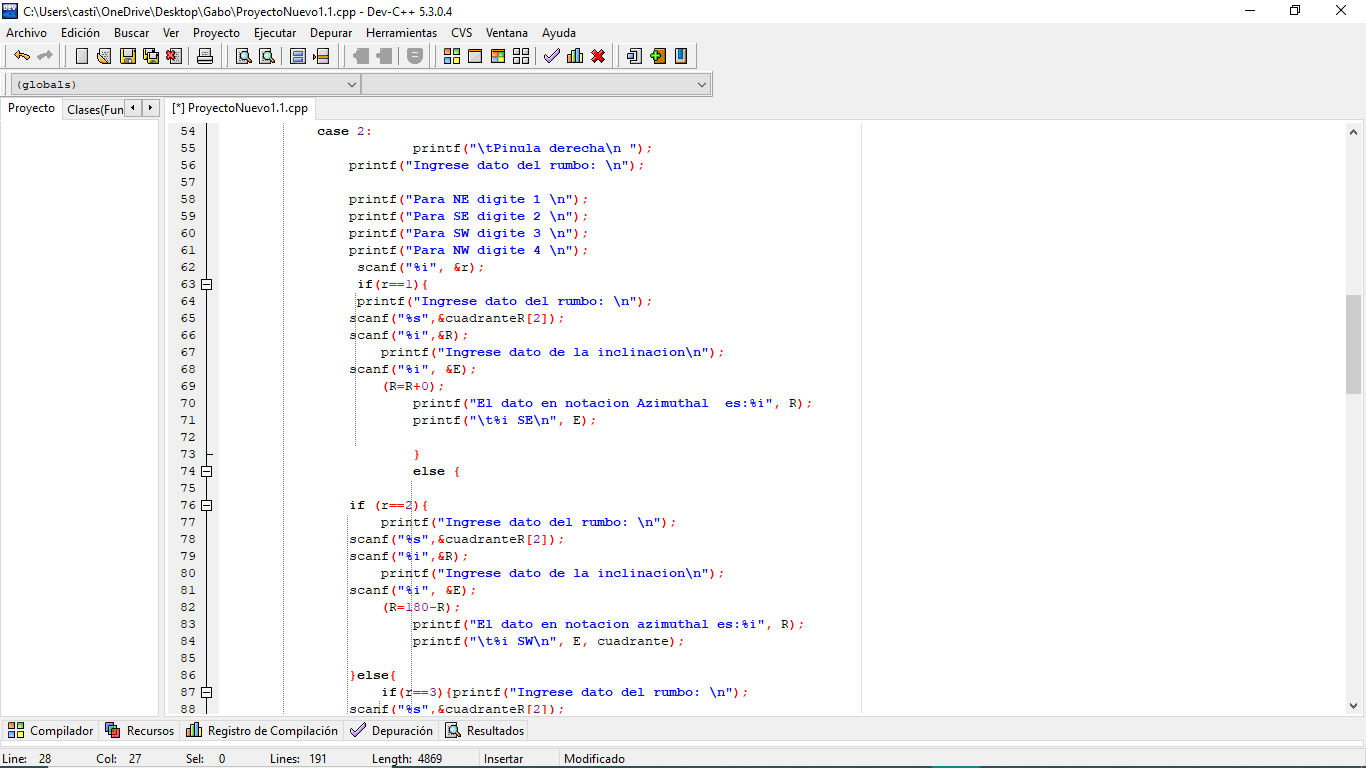 C:\Users\casti\OneDrive\Desktop\Gabo\ProyectoNuevo1.1.cpp - Dev-C++ 5.3.0.4
Archivo Edición Buscar Ver Proyecto Ejecutar Depurar Herramientas CVS Ventana Ayuda
(globals)
Proyecto Clases(Fun [*] ProyectoNuevo1.1.cpp
54 case 2:
55 printf("\tPinula derecha\n ");
56 printf("Ingrese dato del rumbo: \n");
57
58 printf("Para NE digite 1 \n");
59 printf("Para SE digite 2 \n");
60 printf("Para SW digite 3 \n");
61 printf("Para NW digite 4 \n");
62 scanf("%i", &r);
63 if(r==1){
64 printf("Ingrese dato del rumbo: \n");
65 scanf("%s",&cuadranteR[2]);
66 scanf("%i",&R);
67 printf("Ingrese dato de la inclinacion\n");
68 scanf("%i", &E);
69 (R=R+0);
70 printf("El dato en notacion Azimuthal  es:%i", R);
71 printf("\t%i SE\n", E);
72
73 }
74 else {
75
76 if (r==2){
77 printf("Ingrese dato del rumbo: \n");
78 scanf("%s",&cuadranteR[2]);
79 scanf("%i",&R);
80 printf("Ingrese dato de la inclinacion\n");
81 scanf("%i", &E);
82 (R=180-R);
83 printf("El dato en notacion azimuthal es:%i", R);
84 printf("\t%i SW\n", E, cuadrante);
85
86 }else{
87 if(r==3){printf("Ingrese dato del rumbo: \n");
88 scanf("%s",&cuadranteR[2]);
Compilador Recursos Registro de Compilación Depuración Resultados
Line: 28 Col: 27 Sel: 0 Lines: 191 Length: 4869 Insertar Modificado